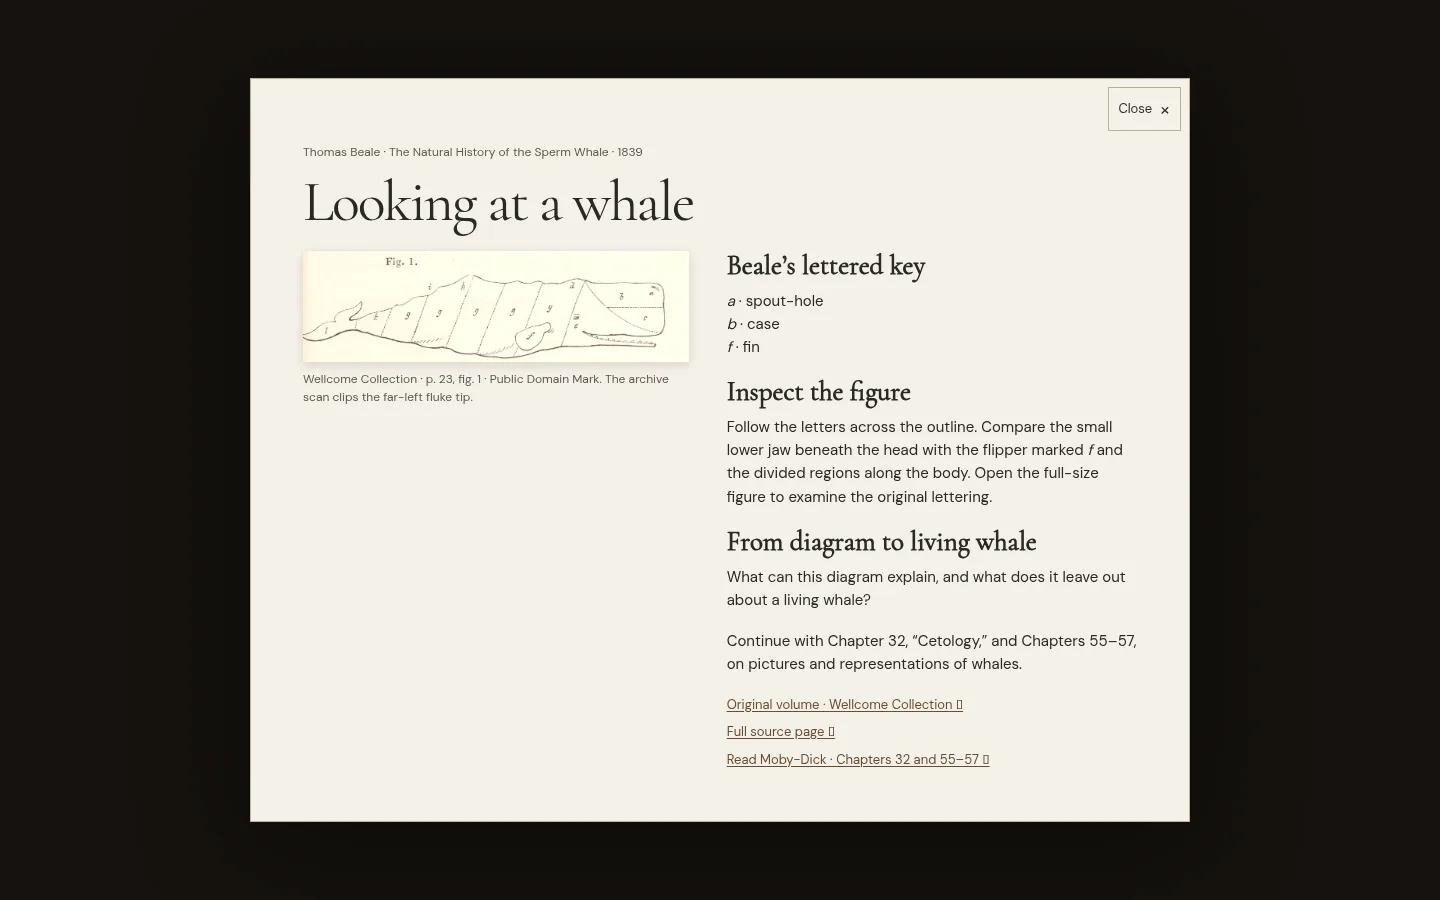 Close ×
Thomas Beale · The Natural History of the Sperm Whale · 1839
Looking at a whale
Fig. 1.
Wellcome Collection · p. 23, fig. 1 · Public Domain Mark. The archive
scan clips the far-left fluke tip.
Beale’s lettered key
a · spout-hole
b · case
f · fin
Inspect the figure
Follow the letters across the outline. Compare the small
lower jaw beneath the head with the flipper marked f and
the divided regions along the body. Open the full-size
figure to examine the original lettering.
From diagram to living whale
What can this diagram explain, and what does it leave out
about a living whale?
Continue with Chapter 32, “Cetology,” and Chapters 55–57,
on pictures and representations of whales.
Original volume · Wellcome Collection
Full source page
Read Moby-Dick · Chapters 32 and 55–57